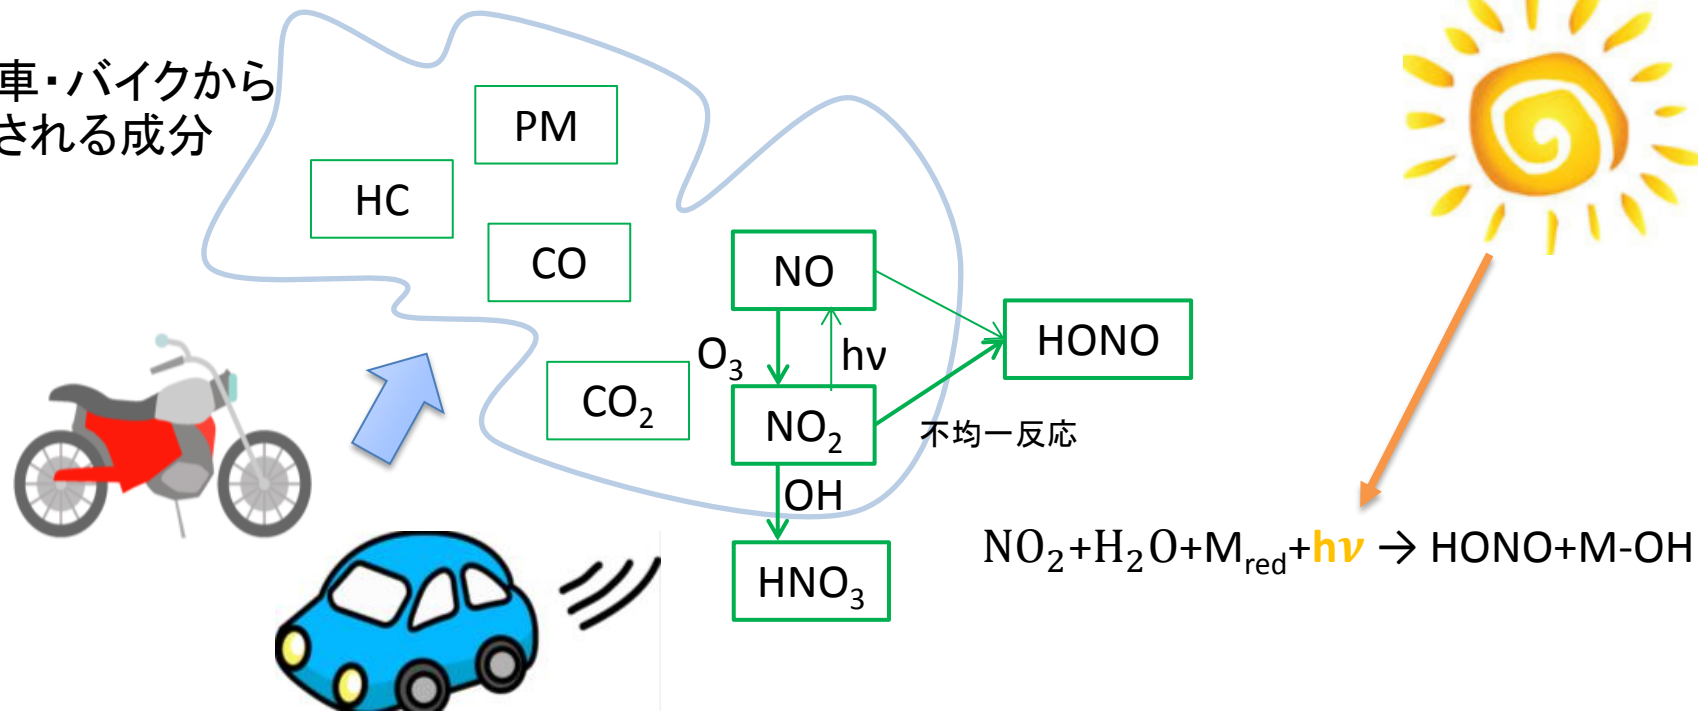 車・バイクから
される成分
PM
HC
CO
NO
HONO
O₃
hν
CO₂
NO₂
不均一反応
OH
NO₂+H₂O+M_red+hν → HONO+M-OH
HNO₃